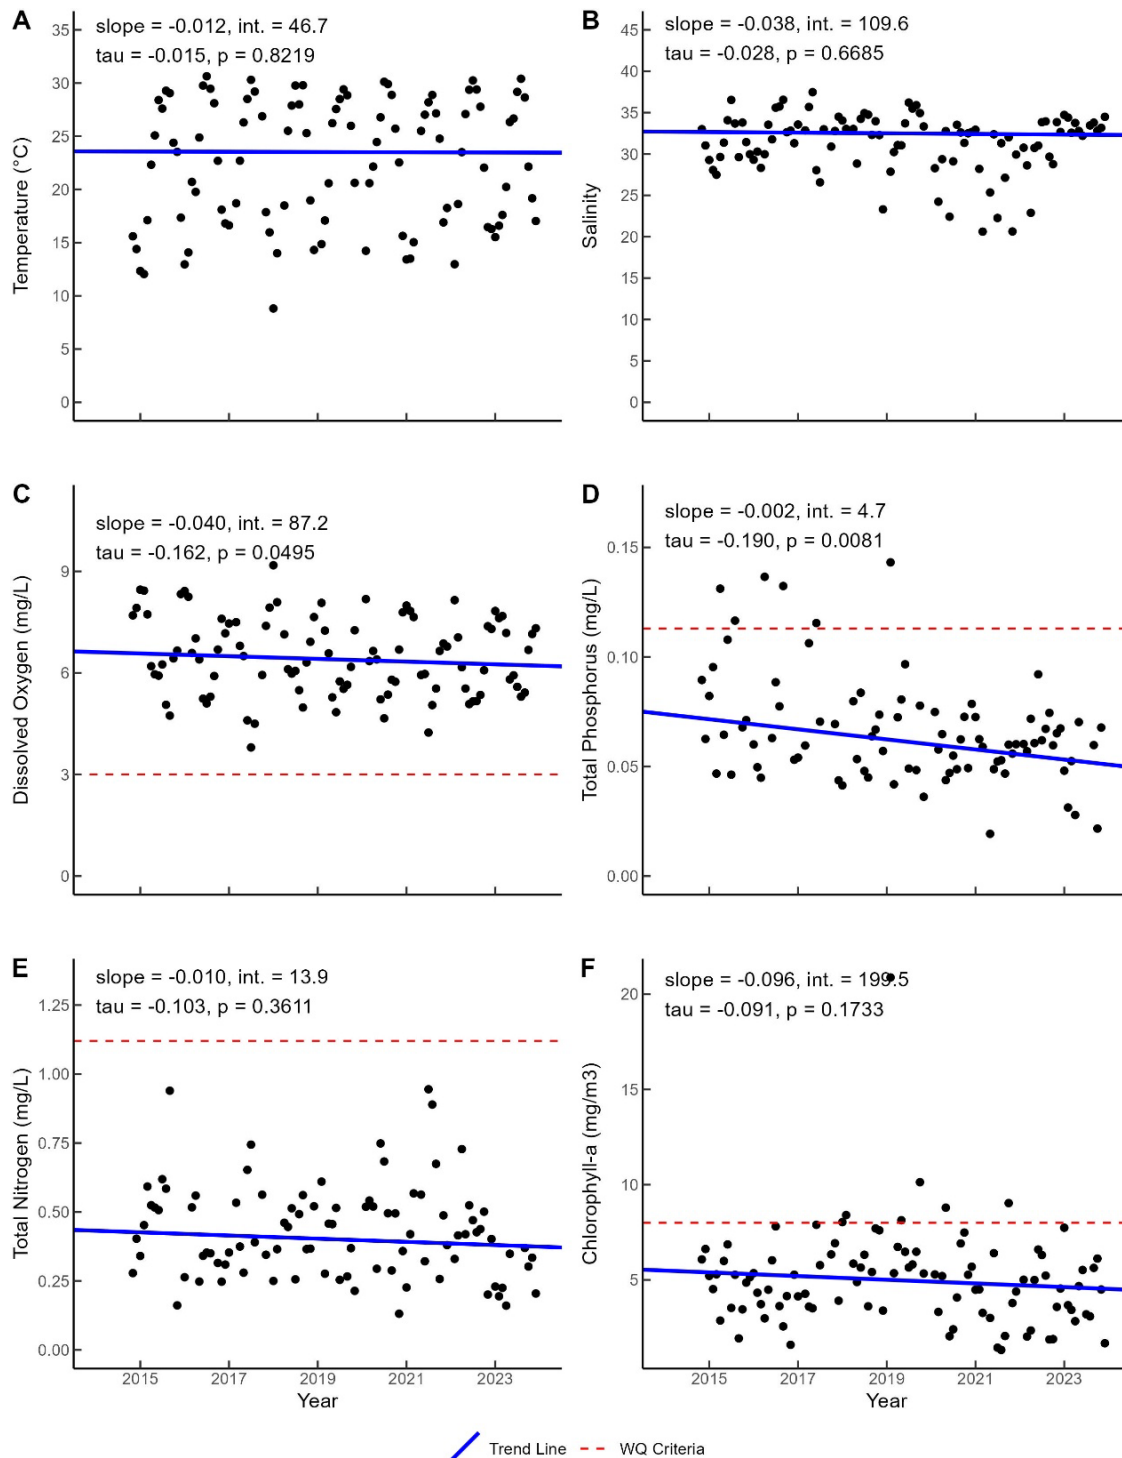 A
slope = -0.012, int. = 46.7
tau = -0.015, p = 0.8219
Temperature (°C)
35
30
25
20
15
10
5
0
B
slope = -0.038, int. = 109.6
tau = -0.028, p = 0.6685
Salinity
45
40
35
30
25
20
15
10
5
0
C
slope = -0.040, int. = 87.2
tau = -0.162, p = 0.0495
Dissolved Oxygen (mg/L)
9
6
3
0
D
slope = -0.002, int. = 4.7
tau = -0.190, p = 0.0081
Total Phosphorus (mg/L)
0.15
0.10
0.05
0.00
E
slope = -0.010, int. = 13.9
tau = -0.103, p = 0.3611
Total Nitrogen (mg/L)
1.25
1.00
0.75
0.50
0.25
0.00
2015 2017 2019 2021 2023
Year
F
slope = -0.096, int. = 199.5
tau = -0.091, p = 0.1733
Chlorophyll-a (mg/m3)
20
15
10
5
2015 2017 2019 2021 2023
Year
Trend Line WQ Criteria